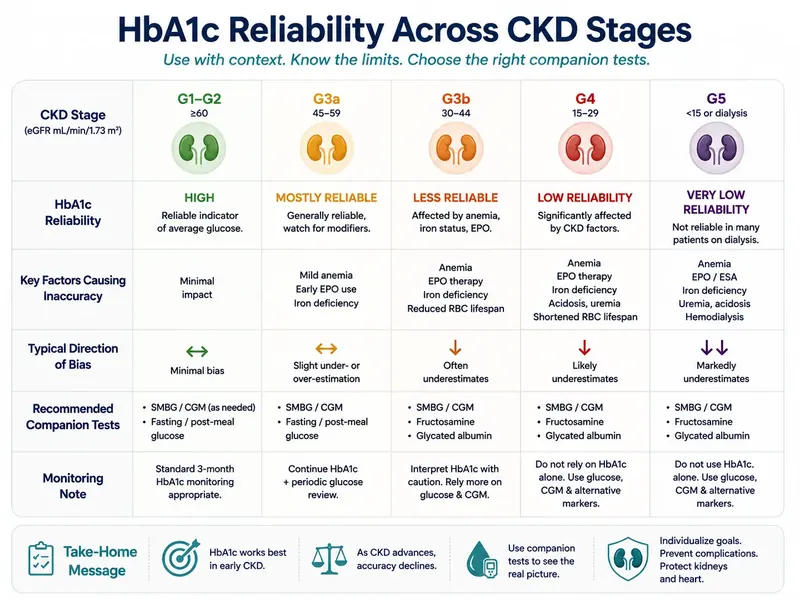 HbA1c Reliability Across CKD Stages
Use with context. Know the limits. Choose the right companion tests.
CKD Stage
(eGFR mL/min/1.73 m²)
G1–G2
≥60
G3a
45–59
G3b
30–44
G4
15–29
G5
<15 or dialysis
HbA1c
Reliability
HIGH
Reliable indicator
of average glucose.
MOSTLY RELIABLE
Generally reliable,
watch for modifiers.
LESS RELIABLE
Affected by anemia,
iron status, EPO.
LOW RELIABILITY
Significantly affected
by CKD factors.
VERY LOW
RELIABILITY
Not reliable in many
patients on dialysis.
Key Factors Causing
Inaccuracy
Minimal
impact
Mild anemia
Early EPO use
Iron deficiency
Anemia
EPO therapy
Iron deficiency
Reduced RBC lifespan
Anemia
EPO therapy
Iron deficiency
Acidosis, uremia
Shortened RBC lifespan
Anemia
EPO / ESA
Iron deficiency
Uremia, acidosis
Hemodialysis
Typical Direction
of Bias
↔
Minimal bias
↔
Slight under- or
over-estimation
↓
Often
underestimates
↓
Likely
underestimates
↓↓
Markedly
underestimates
Recommended
Companion Tests
• SMBG / CGM (as needed)
• Fasting / post-meal
glucose
• SMBG / CGM
• Fasting / post-meal
glucose
• SMBG / CGM
• Fructosamine
• Glycated albumin
• SMBG / CGM
• Fructosamine
• Glycated albumin
• SMBG / CGM
• Fructosamine
• Glycated albumin
Monitoring
Note
Standard 3-month
HbA1c monitoring
appropriate.
Continue HbA1c
+ periodic glucose
review.
Interpret HbA1c with
caution. Rely more on
glucose & CGM.
Do not rely on HbA1c
alone. Use glucose,
CGM & alternative
markers.
Do not use HbA1c.
alone. Use glucose,
CGM & alternative
markers.
Take-Home
Message
HbA1c works best
in early CKD.
As CKD advances,
accuracy declines.
Use companion
tests to see the
real picture.
Individualize goals.
Prevent complications.
Protect kidneys
and heart.